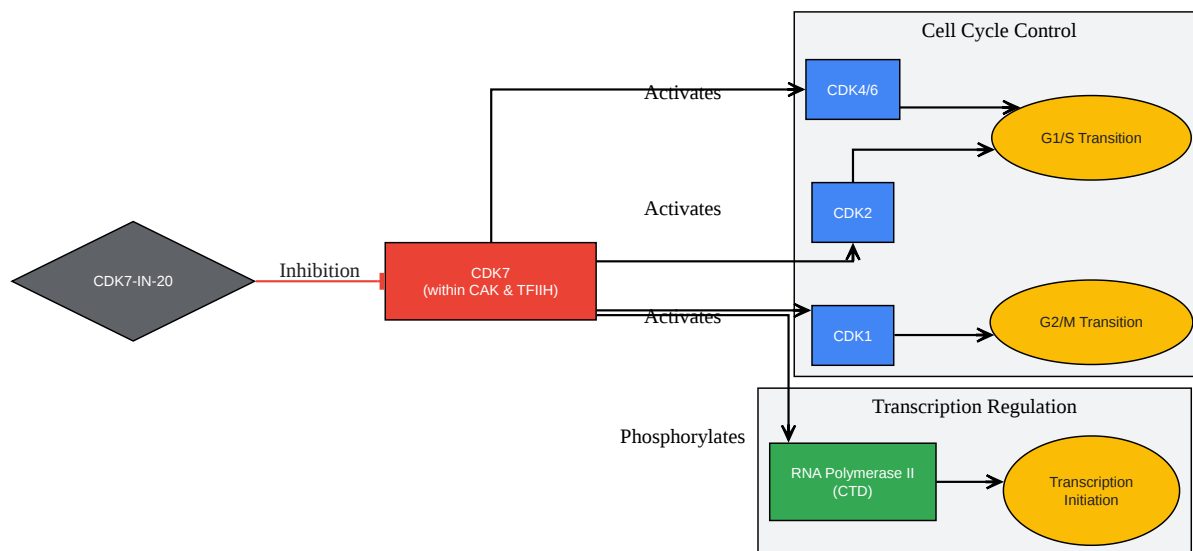 Cell Cycle Control
Activates
CDK4/6
G1/S Transition
Activates
CDK2
CDK7-IN-20
Inhibition
CDK7
(within CAK & TFIIH)
Activates
CDK1
G2/M Transition
Transcription Regulation
Phosphorylates
RNA Polymerase II
(CTD)
Transcription
Initiation